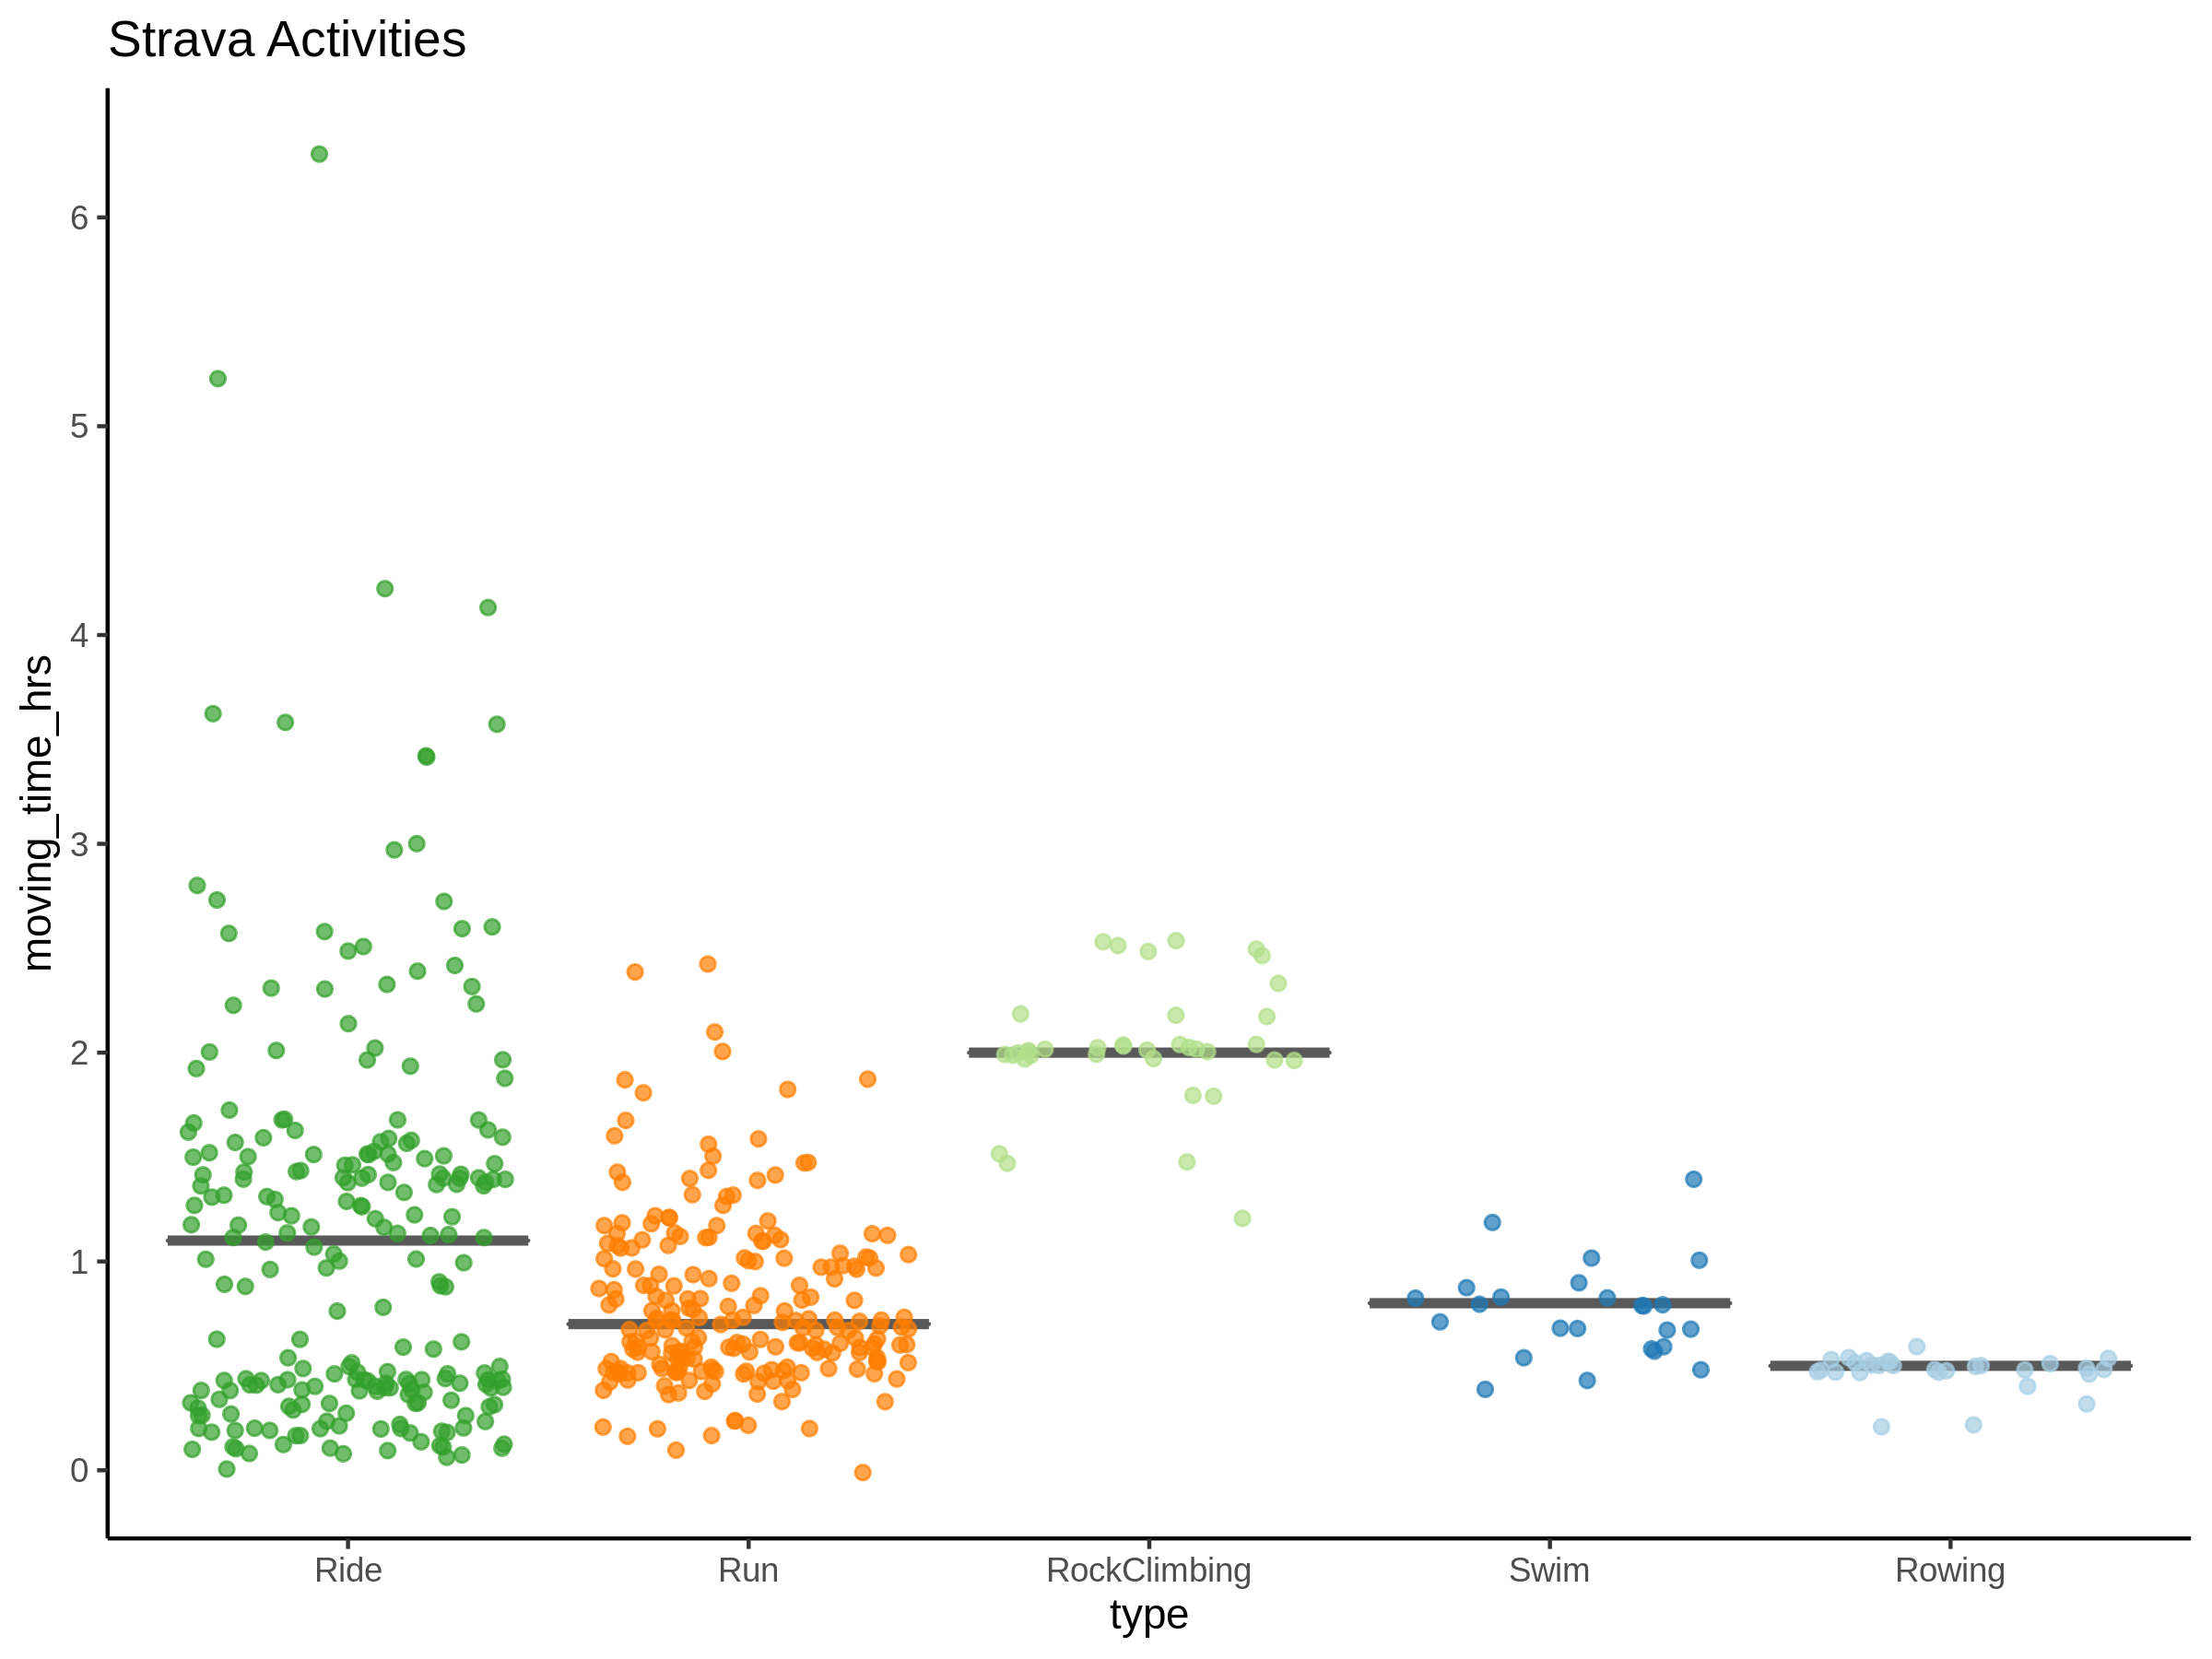 Strava Activities
moving_time_hrs
6
5
4
3
2
1
0
Ride Run RockClimbing Swim Rowing
type